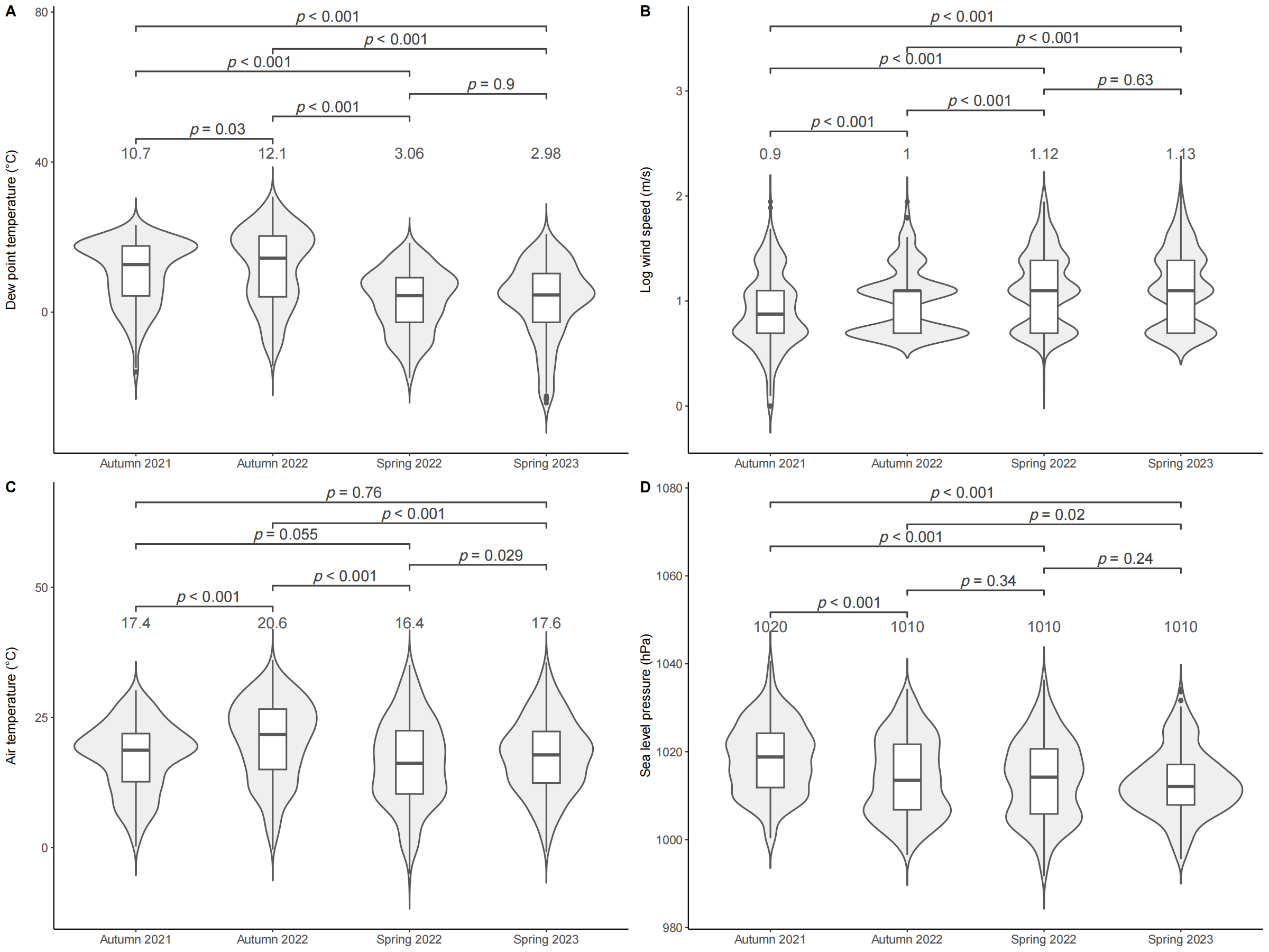 A
Dew point temperature (°C)
80
40
0
p < 0.001
p < 0.001
p < 0.001
p = 0.9
p < 0.001
p = 0.03
10.7 12.1 3.06 2.98
Autumn 2021 Autumn 2022 Spring 2022 Spring 2023
B
Log wind speed (m/s)
3
2
1
0
p < 0.001
p < 0.001
p < 0.001
p = 0.63
p < 0.001
p < 0.001
0.9 1 1.12 1.13
Autumn 2021 Autumn 2022 Spring 2022 Spring 2023
C
Air temperature (°C)
50
25
0
p = 0.76
p < 0.001
p = 0.055
p = 0.029
p < 0.001
p < 0.001
17.4 20.6 16.4 17.6
Autumn 2021 Autumn 2022 Spring 2022 Spring 2023
D
Sea level pressure (hPa)
1080
1060
1040
1020
1000
980
p < 0.001
p = 0.02
p < 0.001
p = 0.24
p = 0.34
p < 0.001
1020 1010 1010 1010
Autumn 2021 Autumn 2022 Spring 2022 Spring 2023